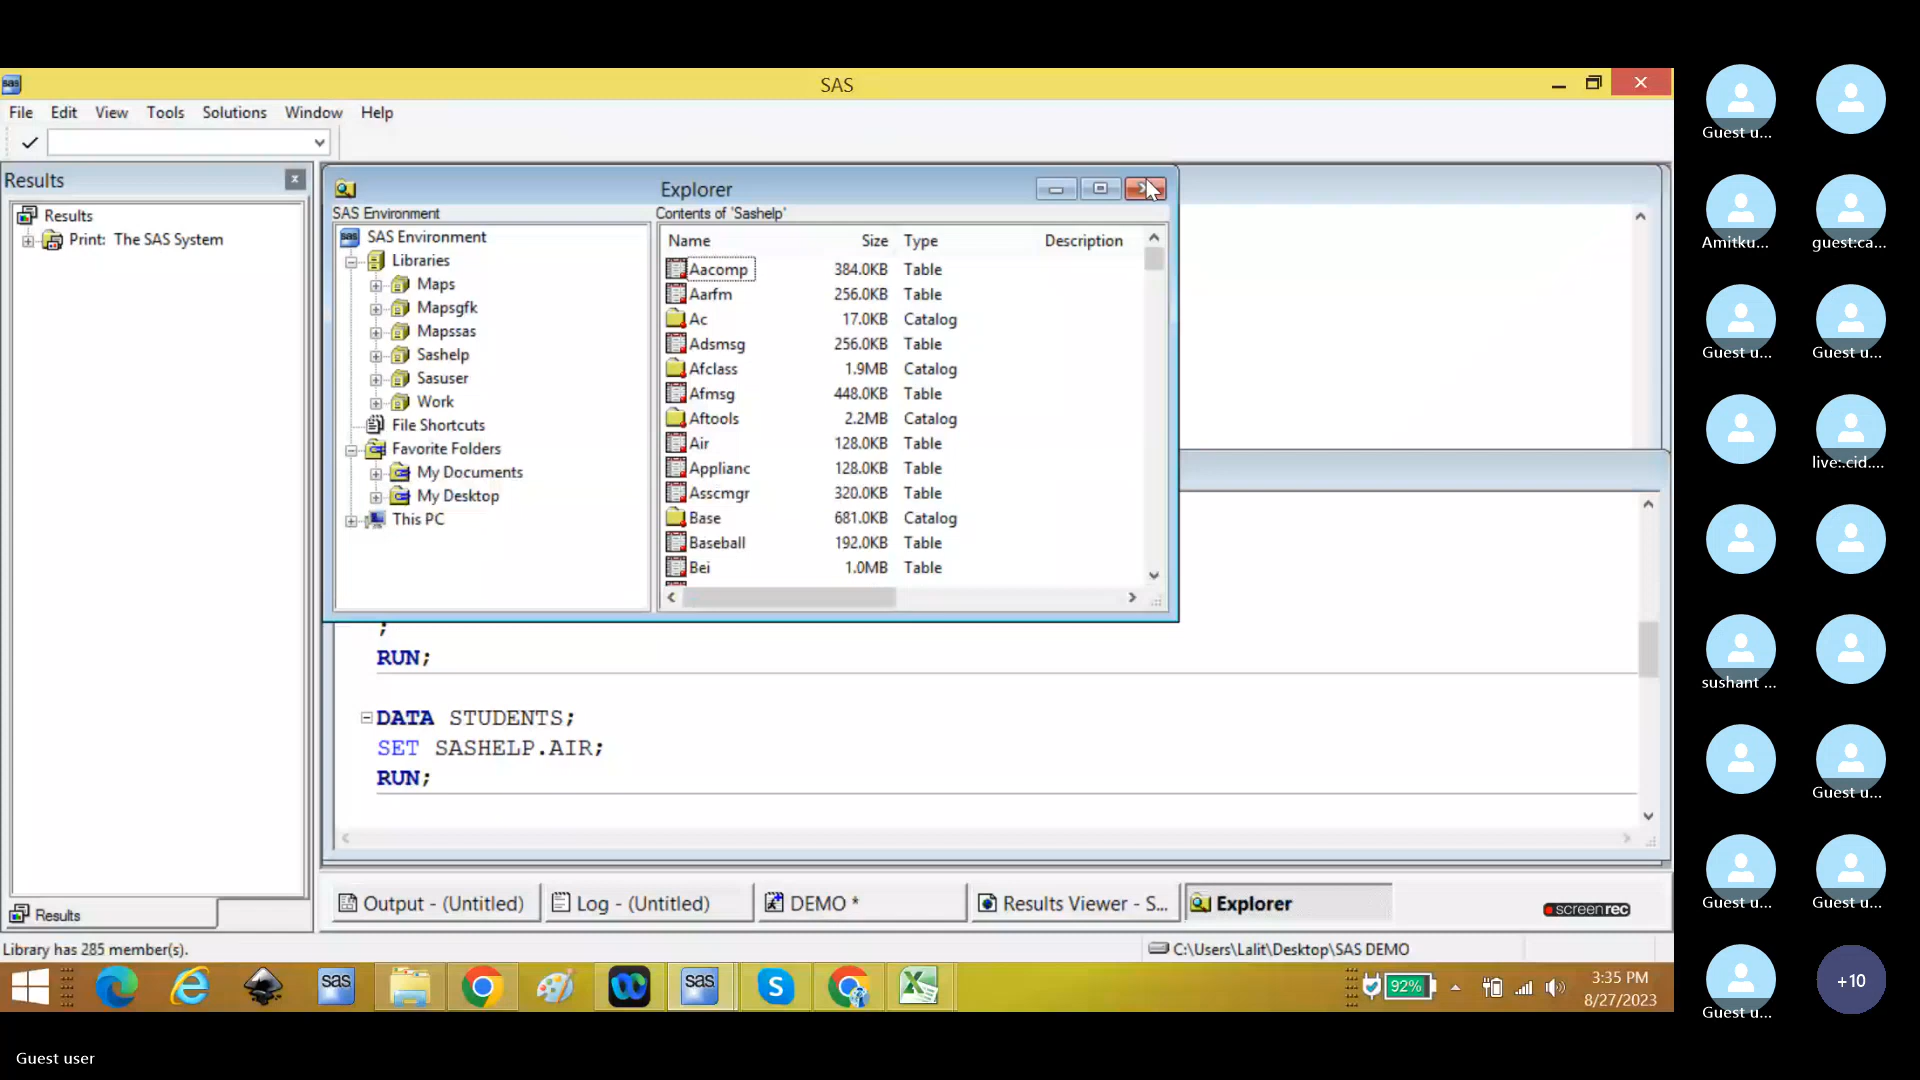 SAS
File Edit View Tools Solutions Window Help
Results
Results
Print: The SAS System
Results
Explorer
SAS Environment
SAS Environment
Libraries
Maps
Mapsgfk
Mapssas
Sashelp
Sasuser
Work
File Shortcuts
Favorite Folders
My Documents
My Desktop
This PC
Contents of 'Sashelp'
Name Size Type Description
Aacomp 384.0KB Table
Aarfm 256.0KB Table
Ac 17.0KB Catalog
Adsmsg 256.0KB Table
Afclass 1.9MB Catalog
Afmsg 448.0KB Table
Aftools 2.2MB Catalog
Air 128.0KB Table
Applianc 128.0KB Table
Asscmgr 320.0KB Table
Base 681.0KB Catalog
Baseball 192.0KB Table
Bei 1.0MB Table
;
RUN;
DATA STUDENTS;
SET SASHELP.AIR;
RUN;
Output - (Untitled) Log - (Untitled) DEMO * Results Viewer - S... Explorer
screenrec
Library has 285 member(s). C:\Users\Lalit\Desktop\SAS DEMO
sas sas
92%
3:35 PM
8/27/2023
Guest u...
Amitku... guest:ca...
Guest u... Guest u...
live:.cid....
sushant ...
Guest u...
Guest u... Guest u...
Guest u... +10
Guest user